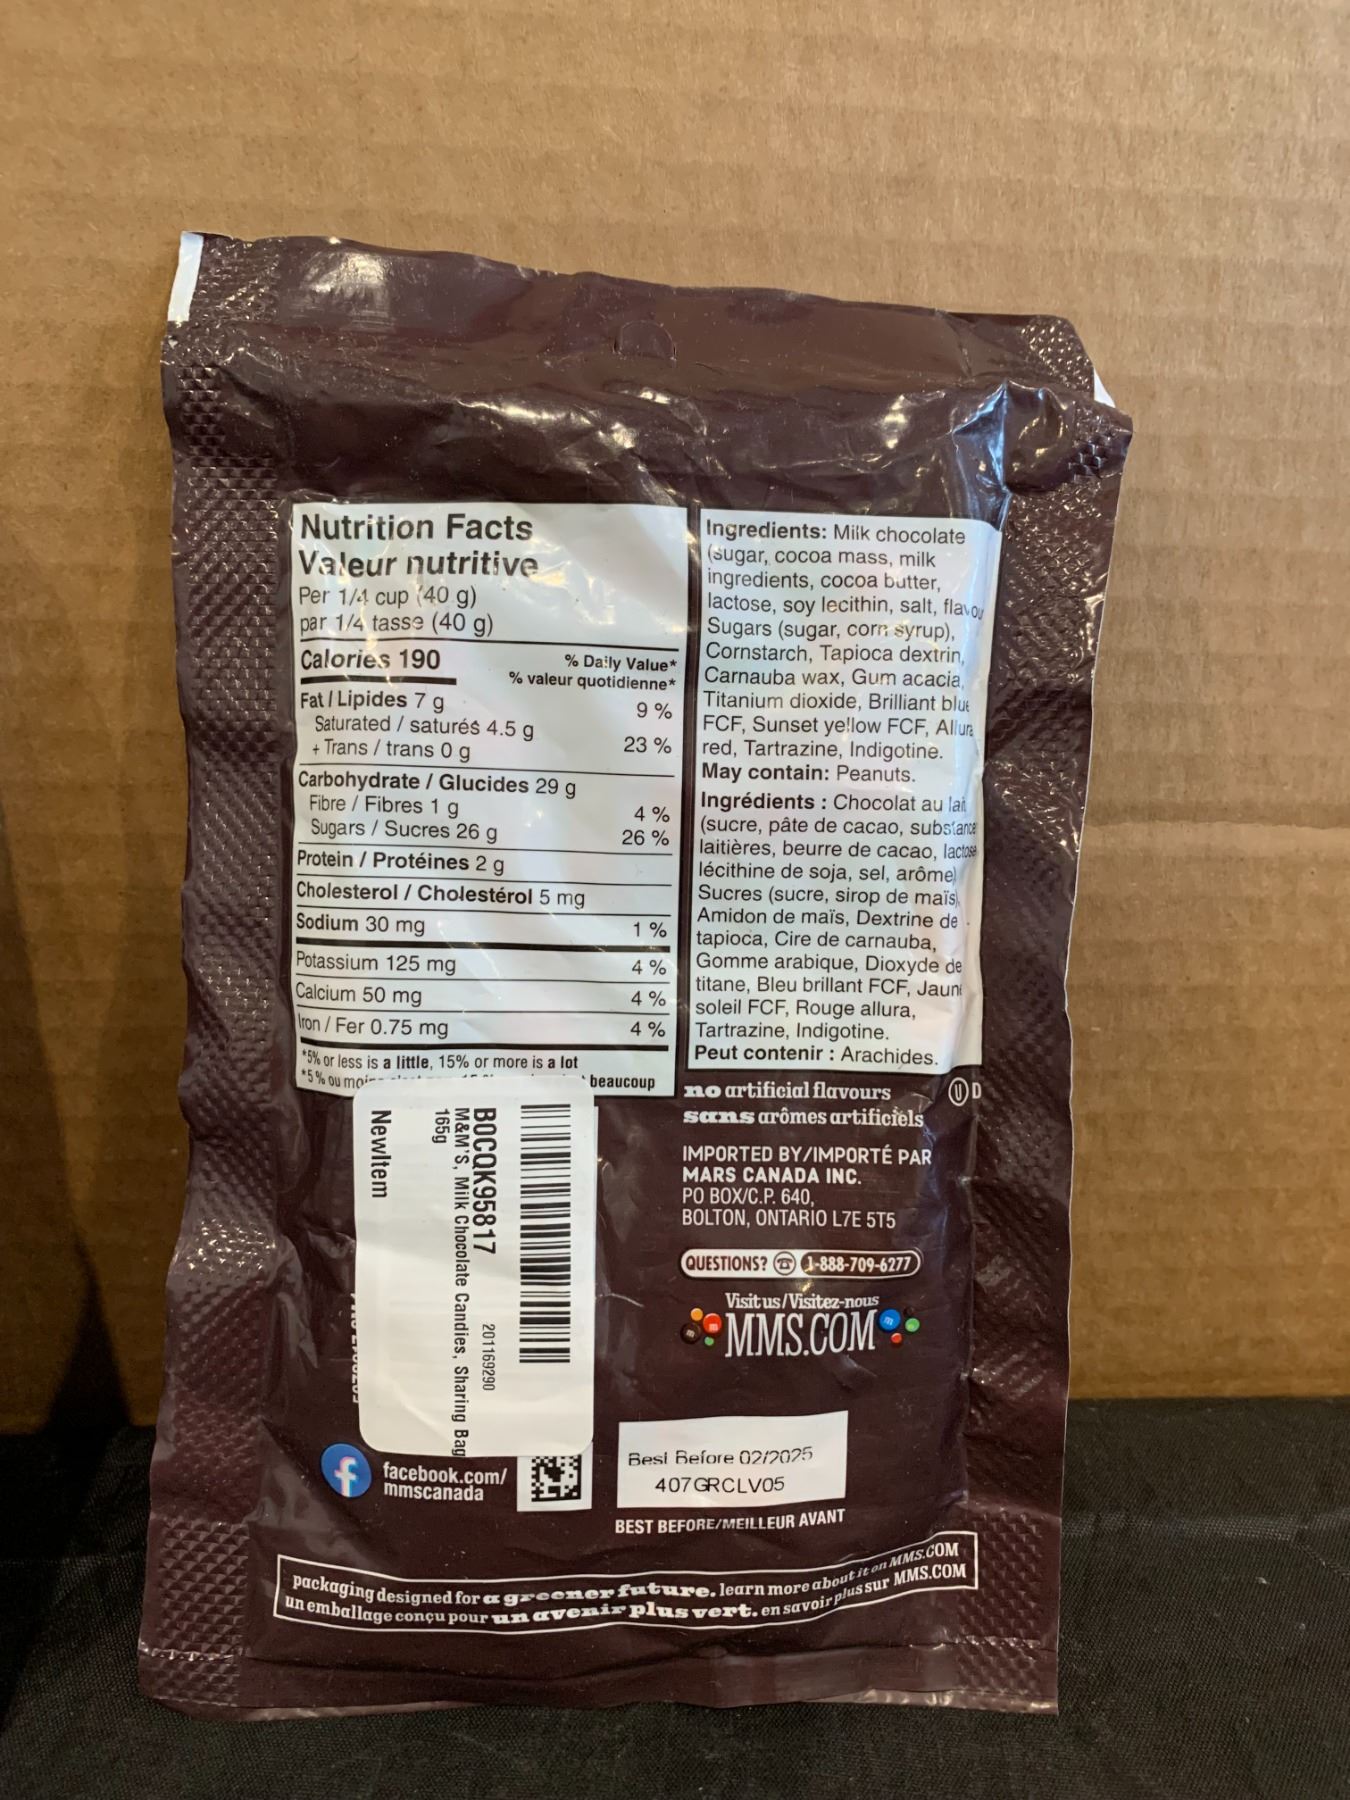 Nutrition Facts
Valeur nutritive
Per 1/4 cup (40 g)
par 1/4 tasse (40 g)
Calories 190
% Daily Value*
% valeur quotidienne*
Fat / Lipides 7 g 9 %
Saturated / saturés 4.5 g
+ Trans / trans 0 g 23 %
Carbohydrate / Glucides 29 g
Fibre / Fibres 1 g 4 %
Sugars / Sucres 26 g 26 %
Protein / Protéines 2 g
Cholesterol / Cholestérol 5 mg
Sodium 30 mg 1 %
Potassium 125 mg 4 %
Calcium 50 mg 4 %
Iron / Fer 0.75 mg 4 %
*5% or less is a little, 15% or more is a lot
*5% ou beaucoup
Ingredients: Milk chocolate
(sugar, cocoa mass, milk
ingredients, cocoa butter,
lactose, soy lecithin, salt, flavou
Sugars (sugar, corn syrup),
Cornstarch, Tapioca dextrin,
Carnauba wax, Gum acacia,
Titanium dioxide, Brilliant blue
FCF, Sunset yellow FCF, Allura
red, Tartrazine, Indigotine.
May contain: Peanuts.
Ingrédients : Chocolat au lait
(sucre, pâte de cacao, substance
laitières, beurre de cacao, lactose
lécithine de soja, sel, arôme)
Sucres (sucre, sirop de maïs),
Amidon de maïs, Dextrine de
tapioca, Cire de carnauba,
Gomme arabique, Dioxyde de
titane, Bleu brillant FCF, Jaune
soleil FCF, Rouge allura,
Tartrazine, Indigotine.
Peut contenir : Arachides.
no artificial flavours
sans arômes artificiels
U D
IMPORTED BY/IMPORTÉ PAR
MARS CANADA INC.
PO BOX/C.P. 640,
BOLTON, ONTARIO L7E 5T5
QUESTIONS? 1-888-709-6277
Visit us/Visitez-nous
MMS.COM
B0CQK95817 201169290
M&M'S, Milk Chocolate Candies, Sharing Bag
165g
NewItem
facebook.com/
mmscanada
Best Before 02/2025
407GRCLV05
BEST BEFORE/MEILLEUR AVANT
packaging designed for a greener future. learn more about it on MMS.COM
un emballage conçu pour un avenir plus vert. en savoir plus sur MMS.COM